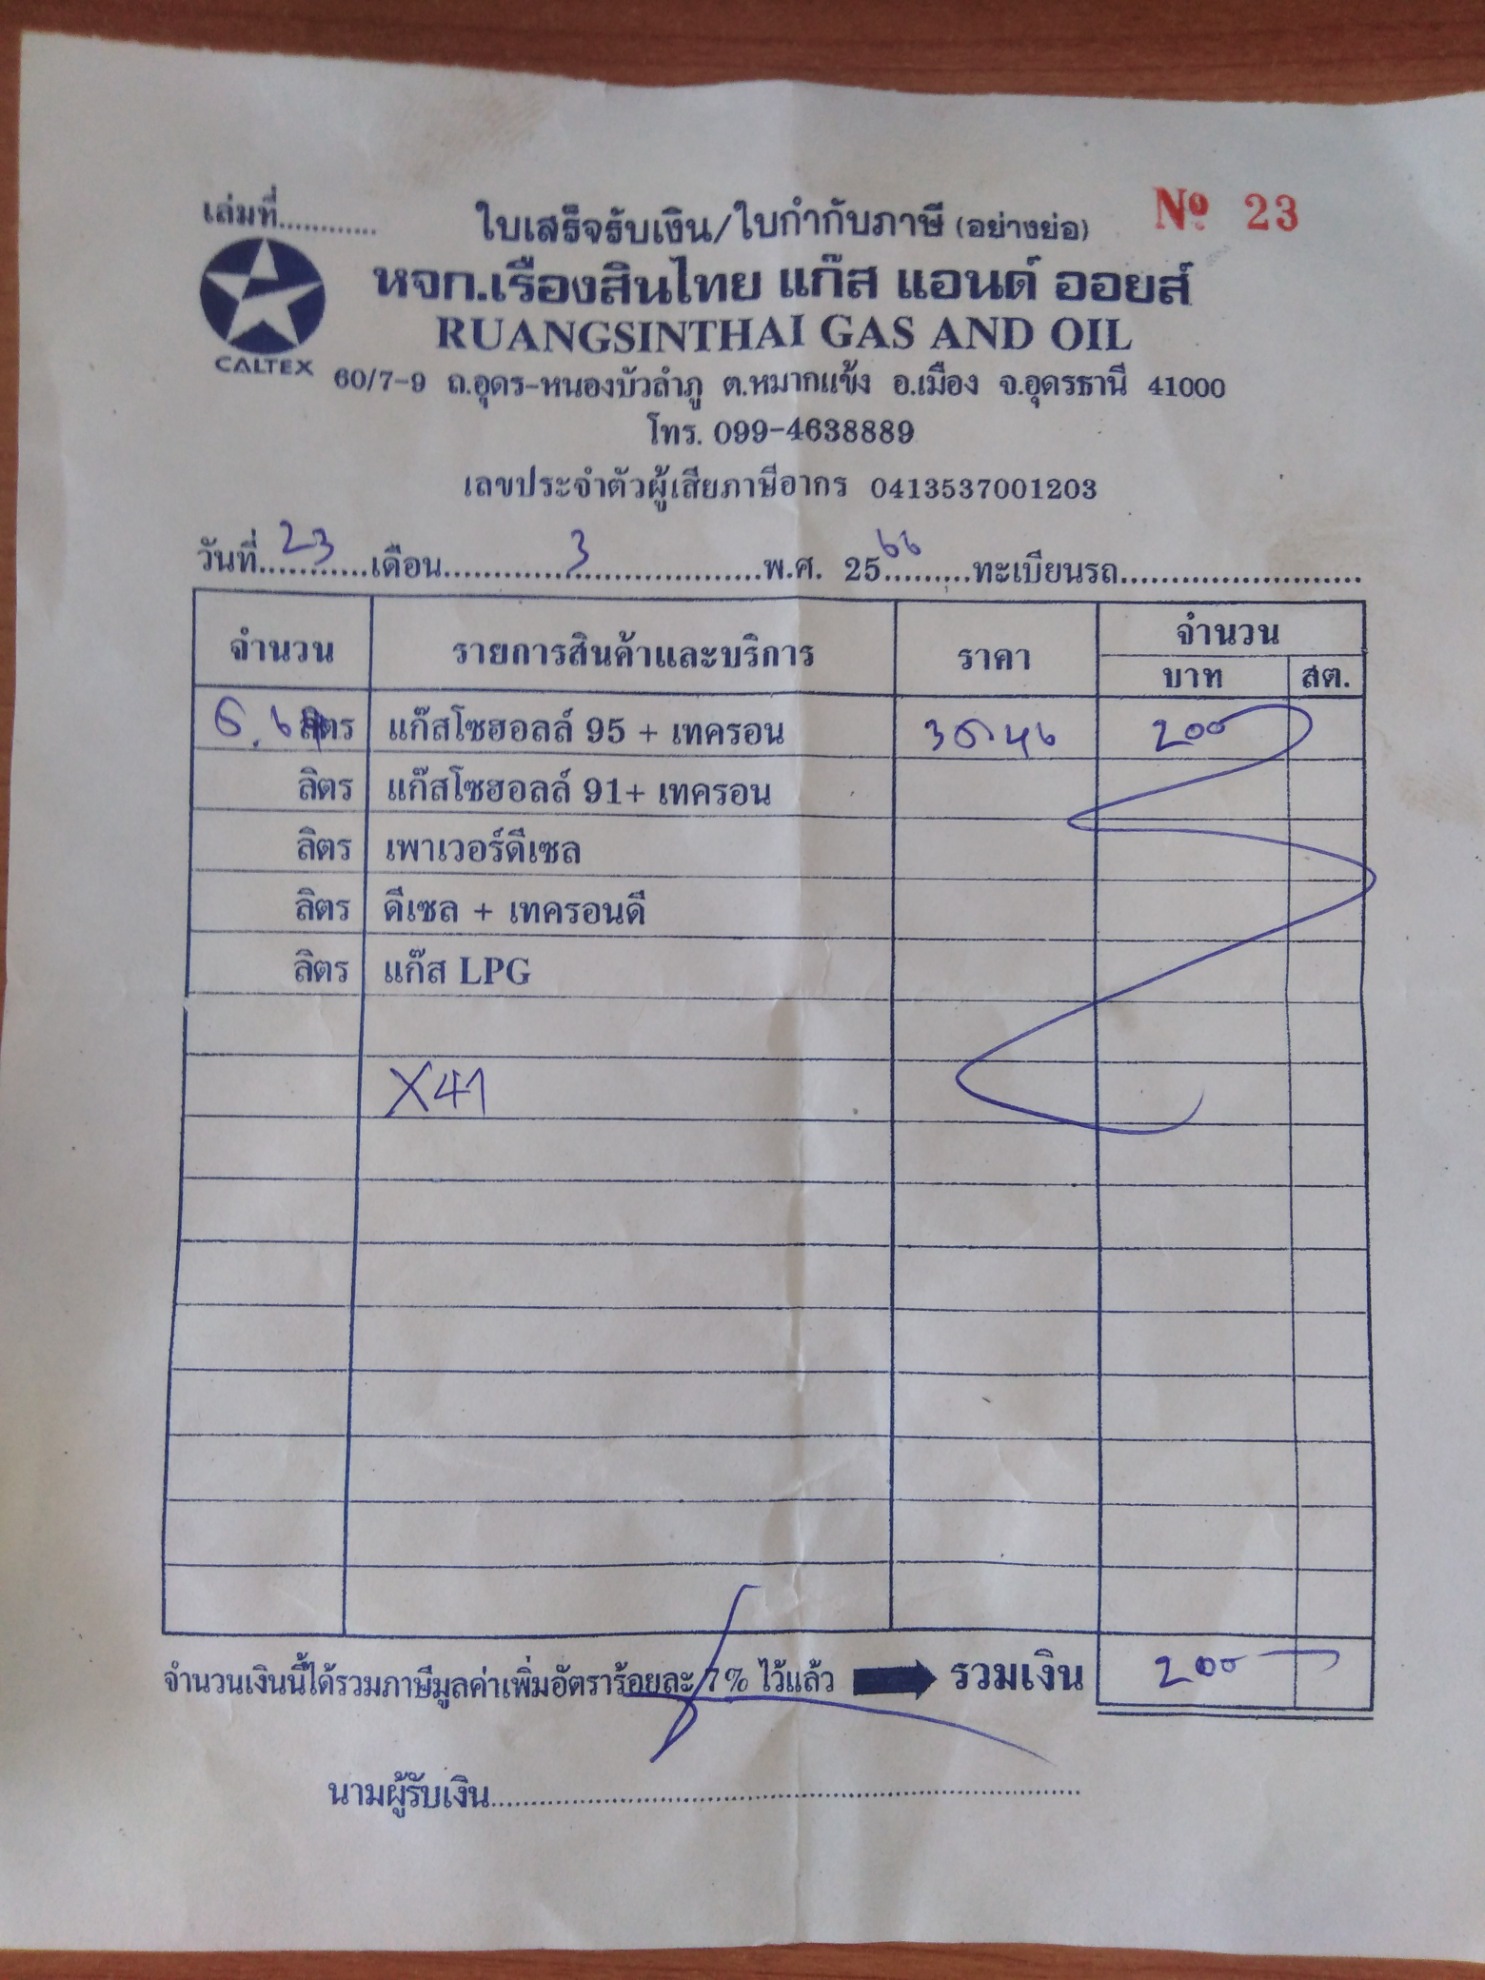 เล่มที่............
ใบเสร็จรับเงิน/ใบกำกับภาษี (อย่างย่อ)
Nº 23
หจก.เรืองสินไทย แก๊ส แอนด์ ออยส์
RUANGSINTHAI GAS AND OIL
CALTEX
60/7-9 ถ.อุดร-หนองบัวลำภู ต.หมากแข้ง อ.เมือง จ.อุดรธานี 41000
โทร. 099-4638889
เลขประจำตัวผู้เสียภาษีอากร 0413537001203
วันที่ 23 เดือน 3 พ.ศ. 2566 ทะเบียนรถ
จำนวน รายการสินค้าและบริการ ราคา จำนวน
บาท สต.
5.64 ลิตร แก๊สโซฮอลล์ 95 + เทครอน 35.46 200
ลิตร แก๊สโซฮอลล์ 91+ เทครอน
ลิตร เพาเวอร์ดีเซล
ลิตร ดีเซล + เทครอนดี
ลิตร แก๊ส LPG
X41
จำนวนเงินนี้ได้รวมภาษีมูลค่าเพิ่มอัตราร้อยละ 7% ไว้แล้ว รวมเงิน 200
นามผู้รับเงิน